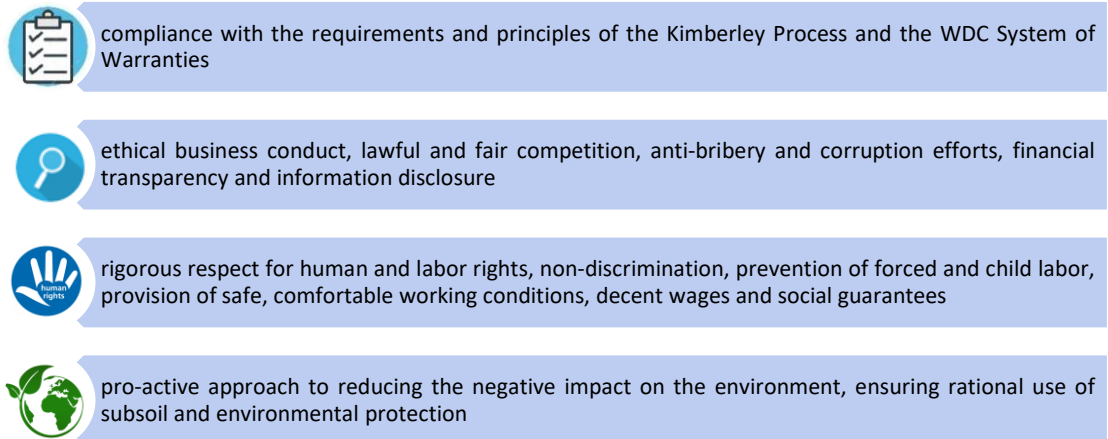 compliance with the requirements and principles of the Kimberley Process and the WDC System of
Warranties
ethical business conduct, lawful and fair competition, anti-bribery and corruption efforts, financial
transparency and information disclosure
human
rights
rigorous respect for human and labor rights, non-discrimination, prevention of forced and child labor,
provision of safe, comfortable working conditions, decent wages and social guarantees
pro-active approach to reducing the negative impact on the environment, ensuring rational use of
subsoil and environmental protection